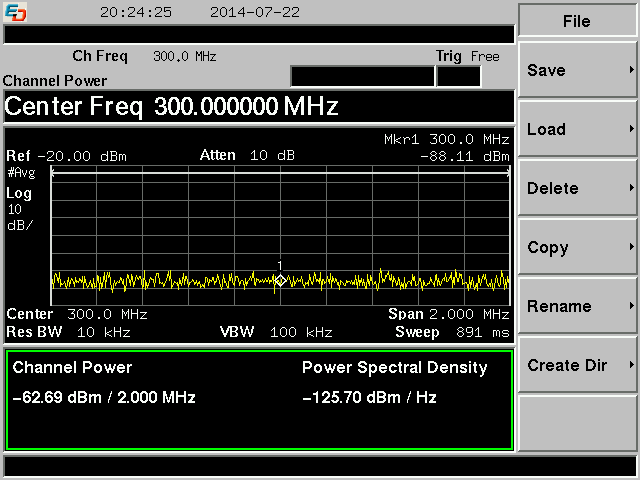 ED 20:24:25 2014-07-22
File
Ch Freq 300.0 MHz Trig Free
Channel Power
Save
Center Freq 300.000000 MHz
Load
Mkr1 300.0 MHz
Ref -20.00 dBm Atten 10 dB -88.11 dBm
#Avg
Log
10
dB/
Delete
Copy
1
Center 300.0 MHz Span 2.000 MHz
Res BW 10 kHz VBW 100 kHz Sweep 891 ms
Rename
Channel Power Power Spectral Density
Create Dir
-62.69 dBm / 2.000 MHz -125.70 dBm / Hz